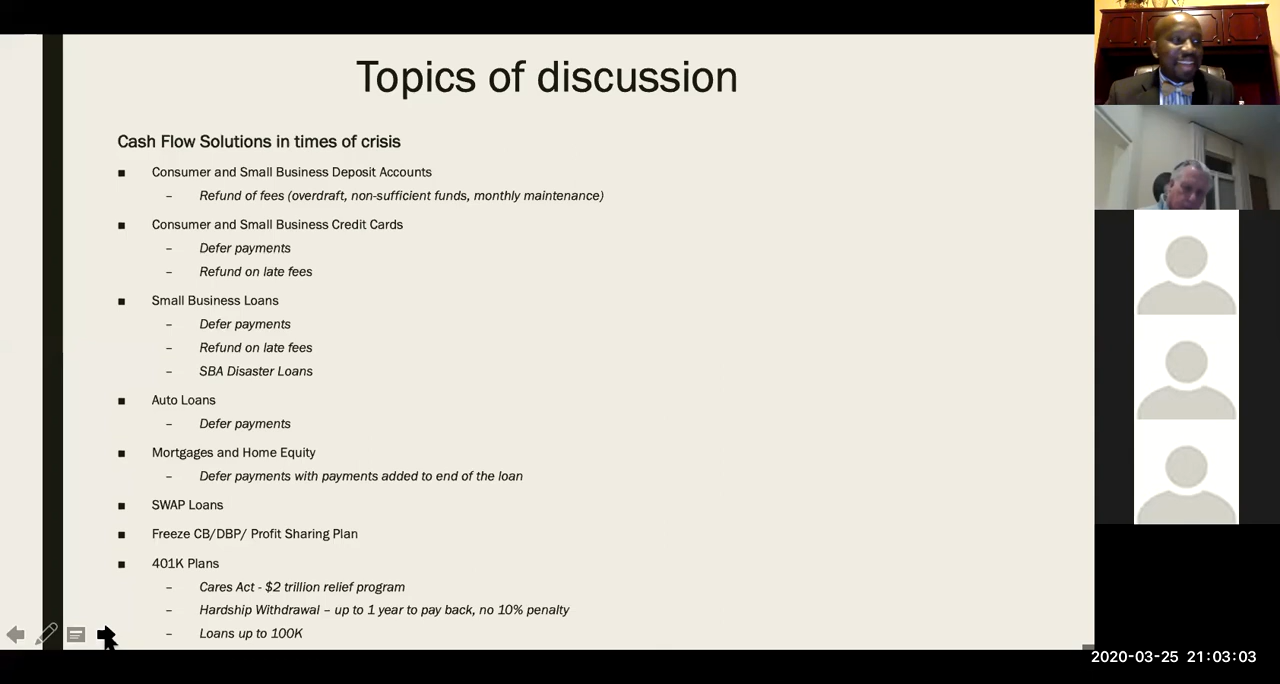 Topics of discussion
Cash Flow Solutions in times of crisis
■ Consumer and Small Business Deposit Accounts
– Refund of fees (overdraft, non-sufficient funds, monthly maintenance)
■ Consumer and Small Business Credit Cards
– Defer payments
– Refund on late fees
■ Small Business Loans
– Defer payments
– Refund on late fees
– SBA Disaster Loans
■ Auto Loans
– Defer payments
■ Mortgages and Home Equity
– Defer payments with payments added to end of the loan
■ SWAP Loans
■ Freeze CB/DBP/ Profit Sharing Plan
■ 401K Plans
– Cares Act - $2 trillion relief program
– Hardship Withdrawal – up to 1 year to pay back, no 10% penalty
– Loans up to 100K
2020-03-25 21:03:03